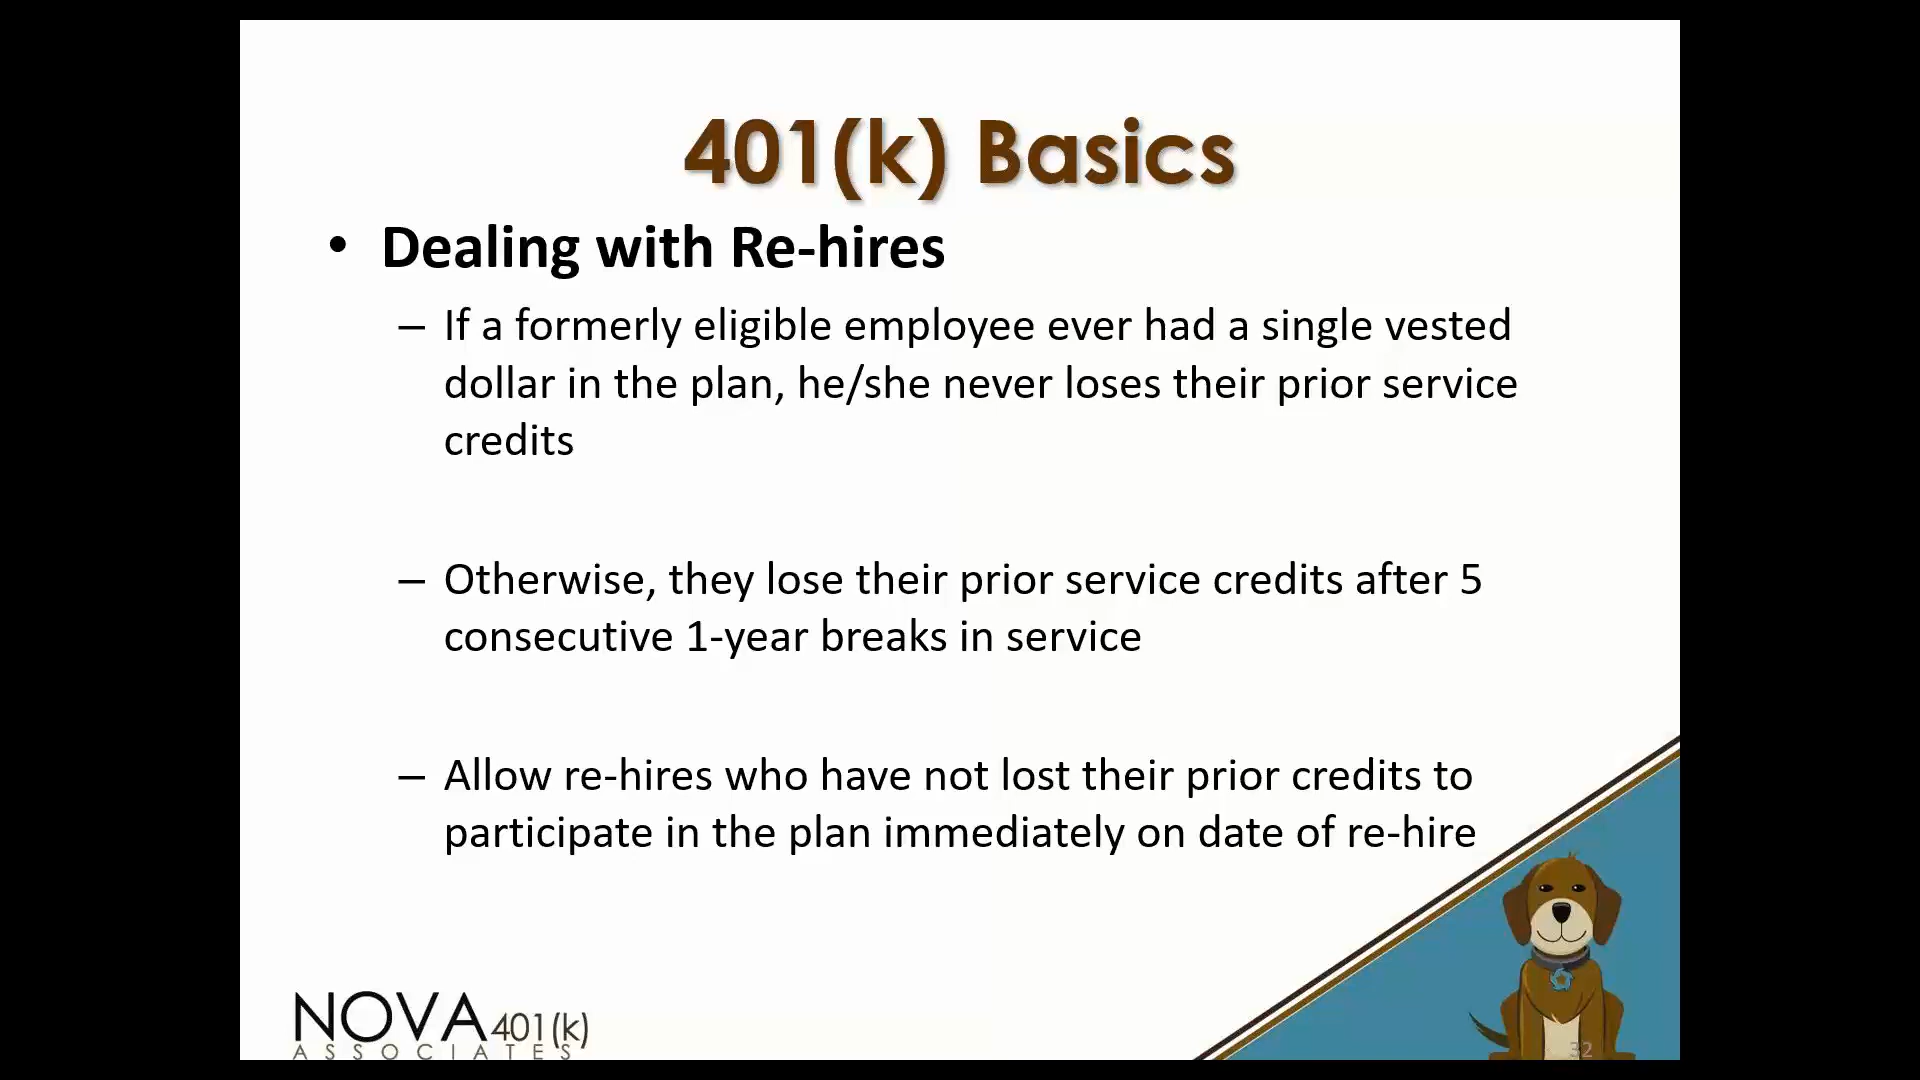 401(k) Basics
• Dealing with Re-hires
– If a formerly eligible employee ever had a single vested
dollar in the plan, he/she never loses their prior service
credits
– Otherwise, they lose their prior service credits after 5
consecutive 1-year breaks in service
– Allow re-hires who have not lost their prior credits to
participate in the plan immediately on date of re-hire
NOVA 401(k)
ASSOCIATES
32